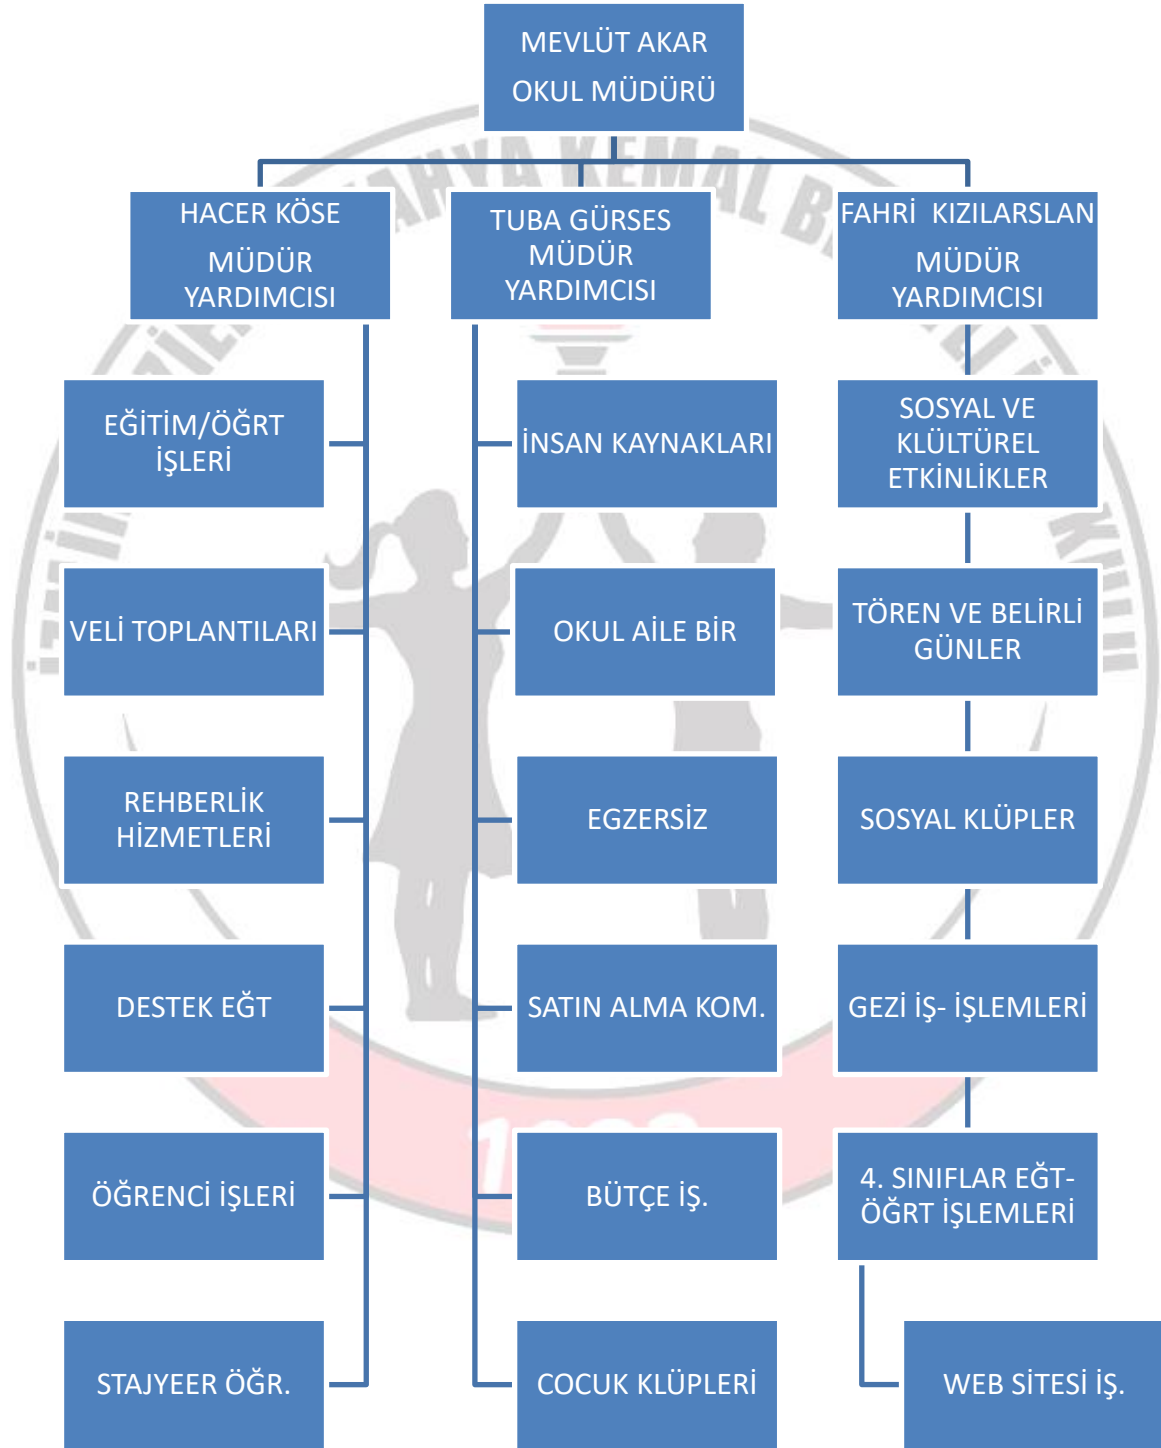 MEVLÜT AKAR
OKUL MÜDÜRÜ
HACER KÖSE
MÜDÜR
YARDIMCISI
TUBA GÜRSES
MÜDÜR
YARDIMCISI
FAHRİ  KIZILARSLAN
MÜDÜR
YARDIMCISI
EĞİTİM/ÖĞRT
İŞLERİ
VELİ TOPLANTILARI
REHBERLİK
HİZMETLERİ
DESTEK EĞT
ÖĞRENCİ İŞLERİ
STAJYEER ÖĞR.
İNSAN KAYNAKLARI
OKUL AİLE BİR
EGZERSİZ
SATIN ALMA KOM.
BÜTÇE İŞ.
COCUK KLÜPLERİ
SOSYAL VE
KLÜLTÜREL
ETKİNLİKLER
TÖREN VE BELİRLİ
GÜNLER
SOSYAL KLÜPLER
GEZİ İŞ- İŞLEMLERİ
4. SINIFLAR EĞT-
ÖĞRT İŞLEMLERİ
WEB SİTESİ İŞ.
KEMAL